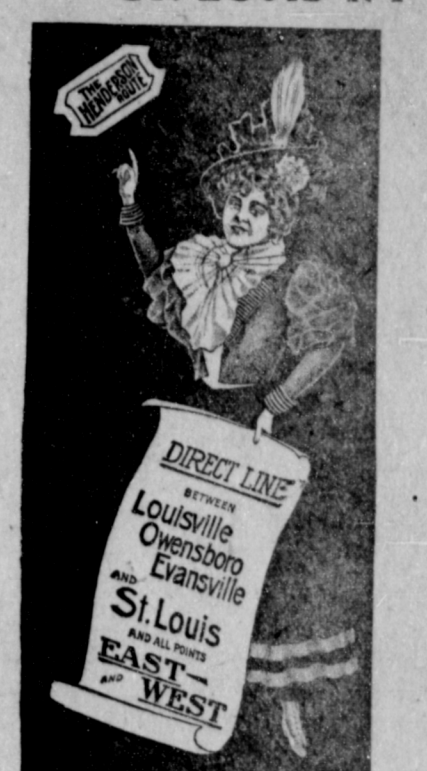 THE
HENDERSON
ROUTE
DIRECT LINE
BETWEEN
Louisville
Owensboro
Evansville
AND
St. Louis
AND ALL POINTS
EAST
AND
WEST